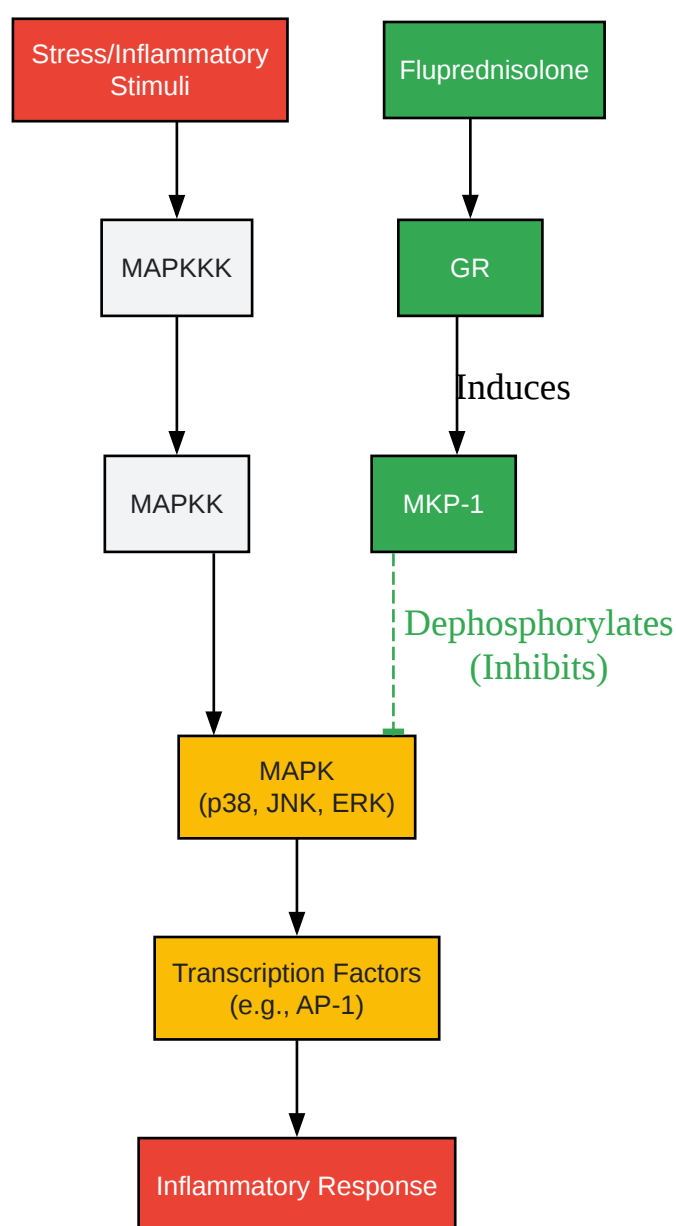 Stress/Inflammatory
Stimuli
Fluprednisolone
MAPKKK
GR
Induces
MAPKK
MKP-1
Dephosphorylates
(Inhibits)
MAPK
(p38, JNK, ERK)
Transcription Factors
(e.g., AP-1)
Inflammatory Response